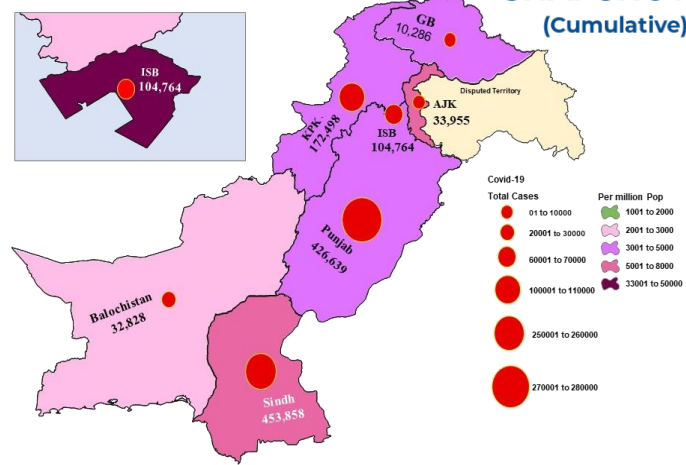 (Cumulative)
ISB
104,764
GB
10,286
Disputed Territory
AJK
33,955
KPK
172,498
ISB
104,764
Punjab
426,639
Balochistan
32,828
Sindh
453,858
Covid-19
Total Cases
01 to 10000
20001 to 30000
60001 to 70000
100001 to 110000
250001 to 260000
270001 to 280000
Per million Pop
1001 to 2000
2001 to 3000
3001 to 5000
5001 to 8000
33001 to 50000